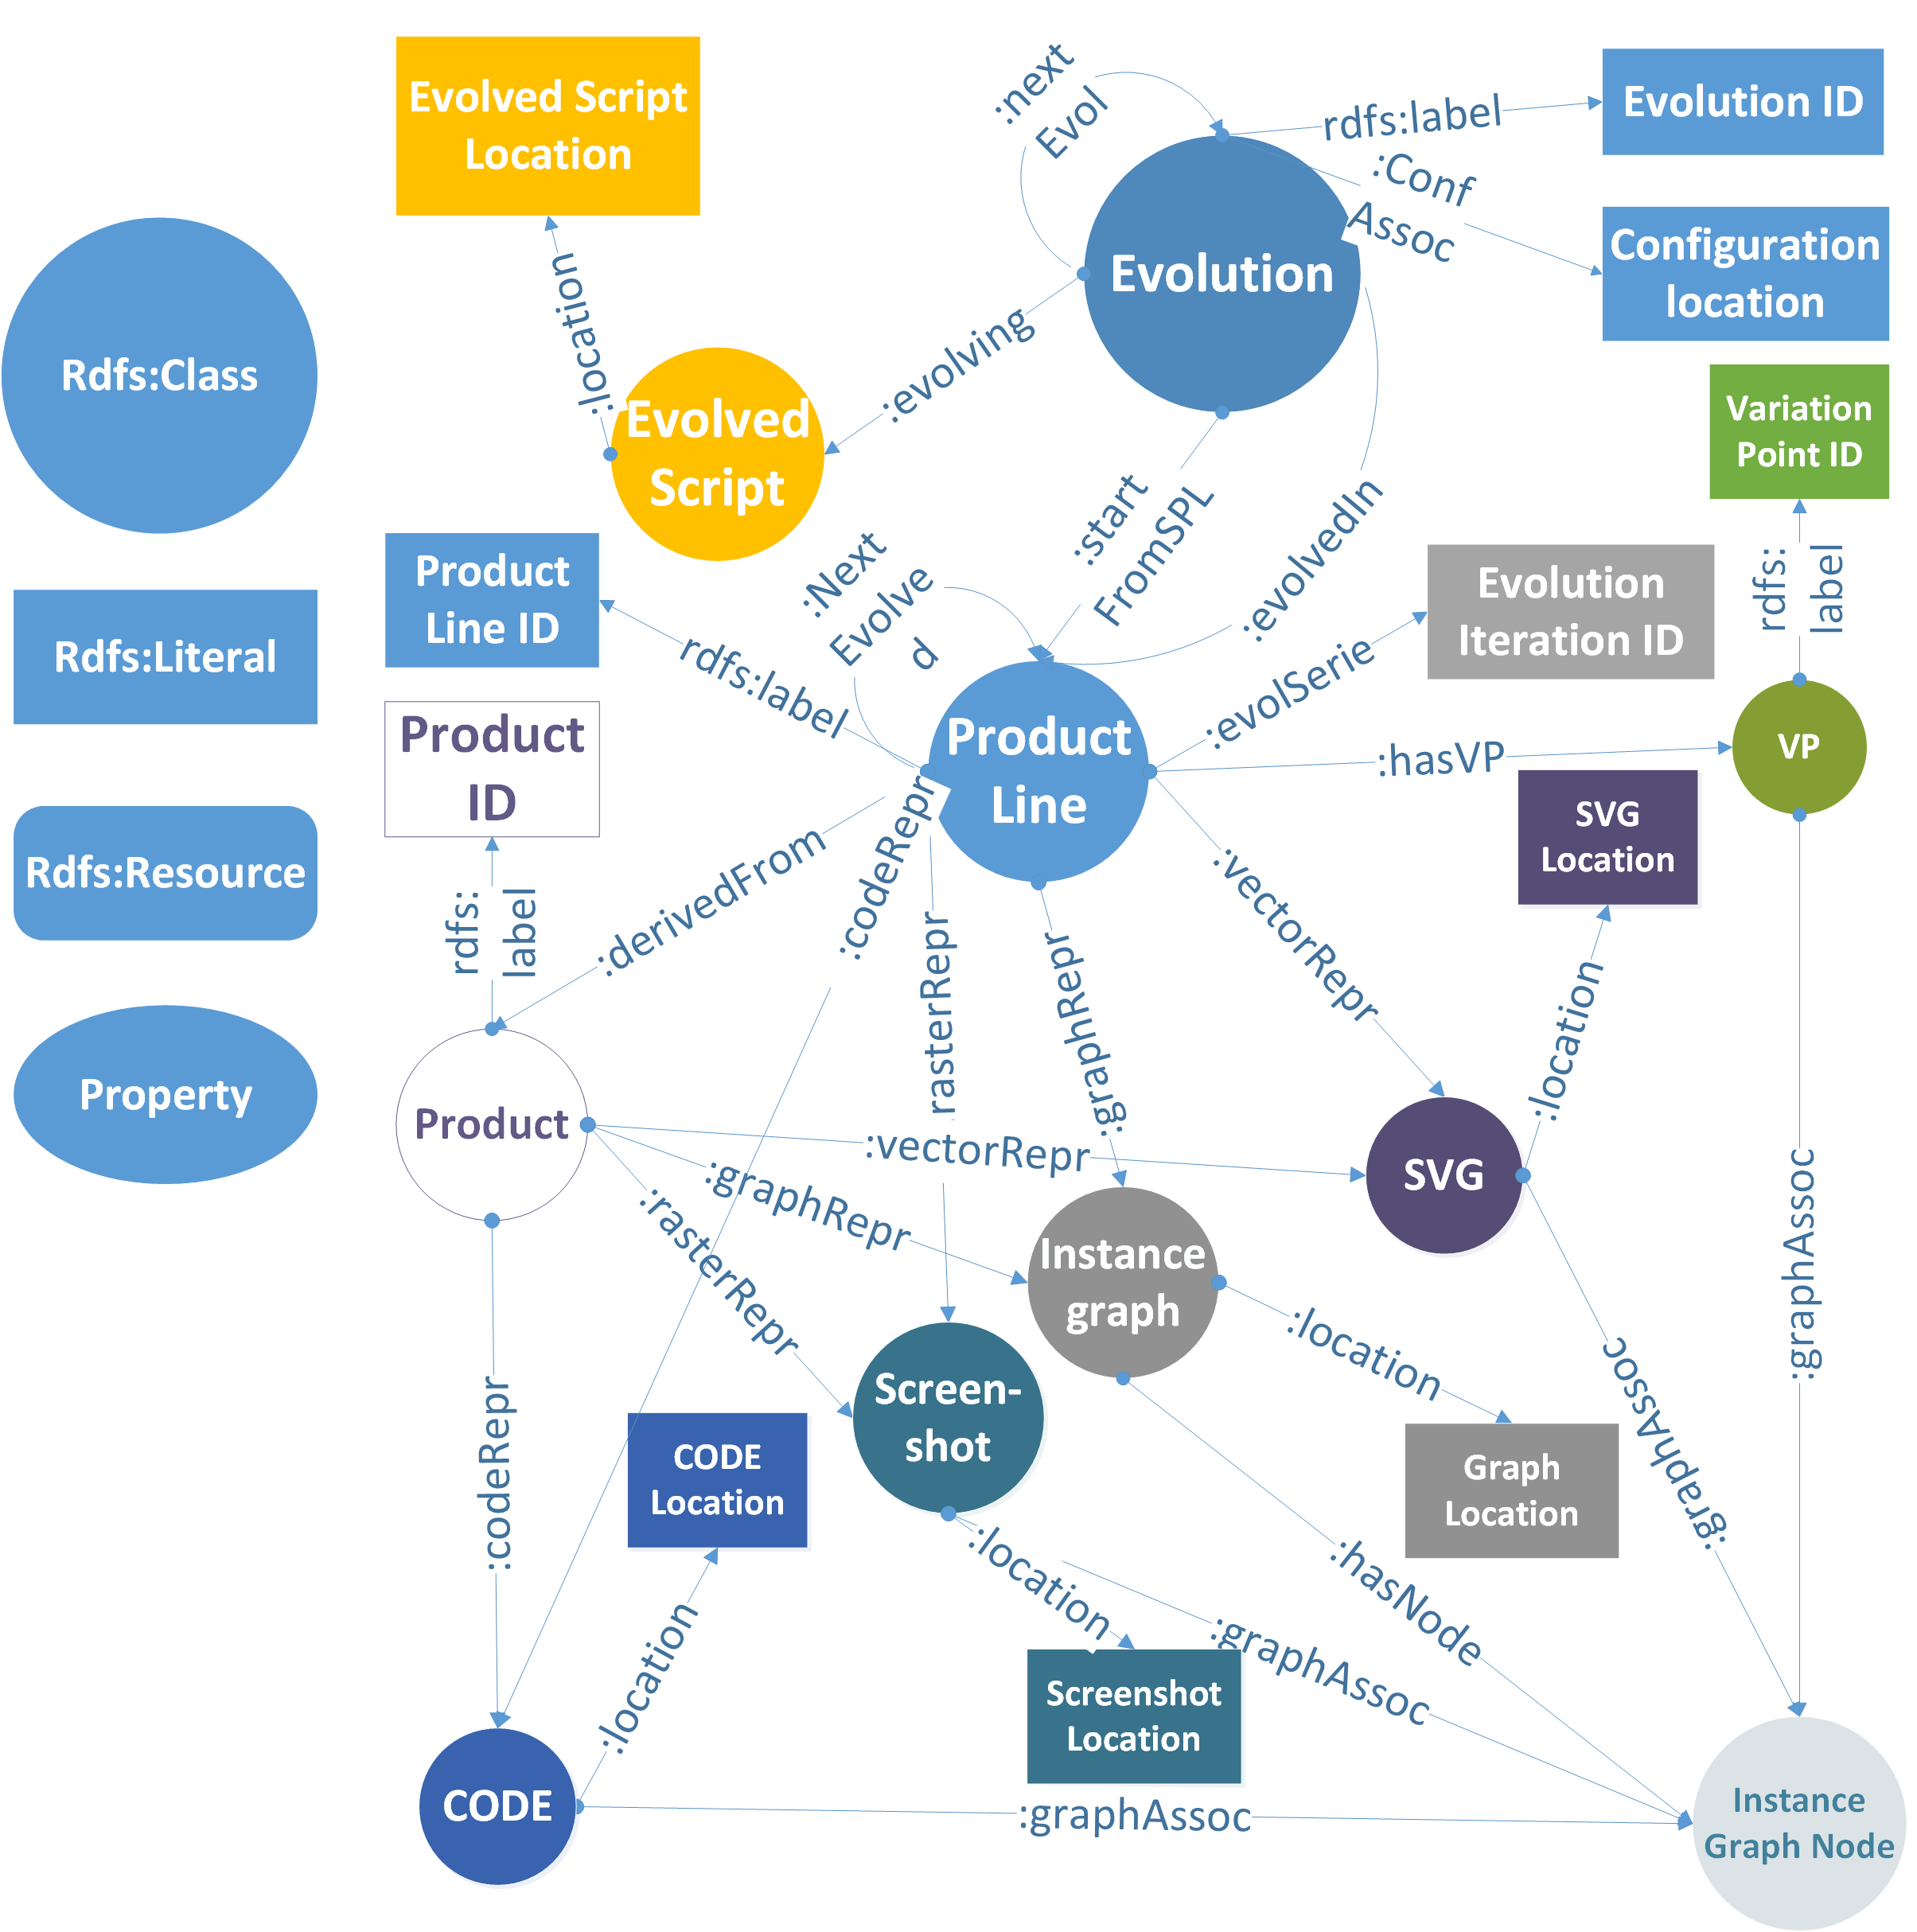 Evolved Script
Location
:next
Evol
rdfs:label
Evolution ID
:Conf
Assoc
Configuration
location
Evolution
:location
:evolving
Rdfs:Class
Evolved
Script
Variation
Point ID
:start
FromSPL
:evolvedIn
rdfs:
label
:Next
Evolve
d
Product
Line ID
Evolution
Iteration ID
Rdfs:Literal
rdfs:label
:evolSerie
Product
ID
Product
Line
:hasVP
VP
SVG
Location
Rdfs:Resource
rdfs:
label
:derivedFrom
:codeRepr
:rasterRepr
:graphRepr
:vectorRepr
:location
Property
Product
:vectorRepr
:graphRepr
:rasterRepr
SVG
:graphAssoc
Instance
graph
:location
:graphAssoc
Screen-
shot
:codeRepr
CODE
Location
Graph
Location
:location
:hasNode
:location
:graphAssoc
Screenshot
Location
CODE
:graphAssoc
Instance
Graph Node